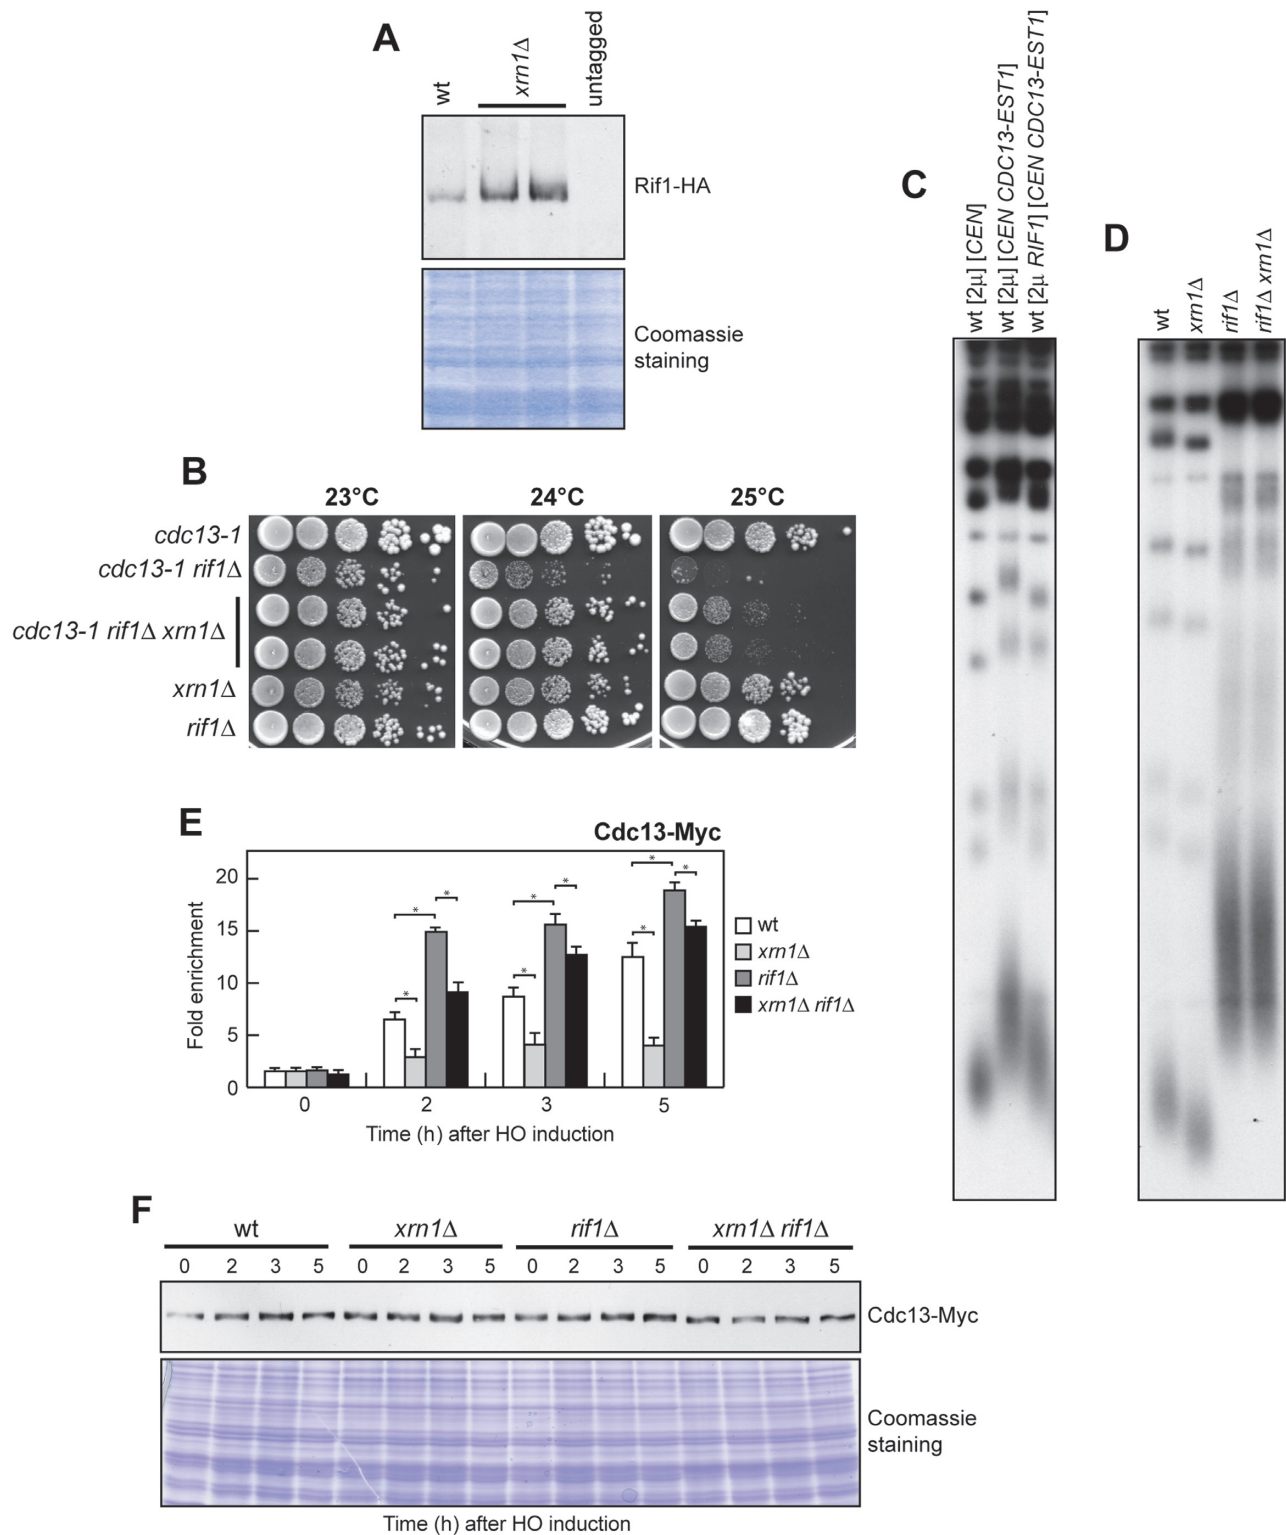 A
wt
xrn1Δ
untagged
Rif1-HA
Coomassie
staining
B
23°C
24°C
25°C
cdc13-1
cdc13-1 rif1Δ
cdc13-1 rif1Δ xrn1Δ
xrn1Δ
rif1Δ
C
wt [2μ] [CEN]
wt [2μ] [CEN CDC13-EST1]
wt [2μ RIF1] [CEN CDC13-EST1]
D
wt
xrn1Δ
rif1Δ
rif1Δ xrn1Δ
E
Cdc13-Myc
Fold enrichment
20
15
10
5
0
* * *
* * *
* * *
0 2 3 5
Time (h) after HO induction
wt
xrn1Δ
rif1Δ
xrn1Δ rif1Δ
F
wt xrn1Δ rif1Δ xrn1Δ rif1Δ
0 2 3 5 0 2 3 5 0 2 3 5 0 2 3 5
Cdc13-Myc
Coomassie
staining
Time (h) after HO induction